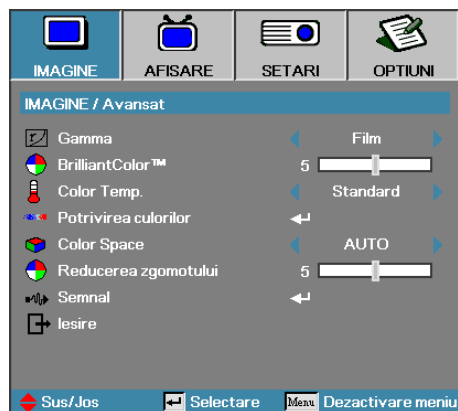 IMAGINE AFISARE SETARI OPTIUNI
IMAGINE / Avansat
Gamma Film
BrilliantColor™ 5
Color Temp. Standard
Potrivirea culorilor
Color Space AUTO
Reducerea zgomotului 5
Semnal
Iesire
Sus/Jos Selectare Menu Dezactivare meniu